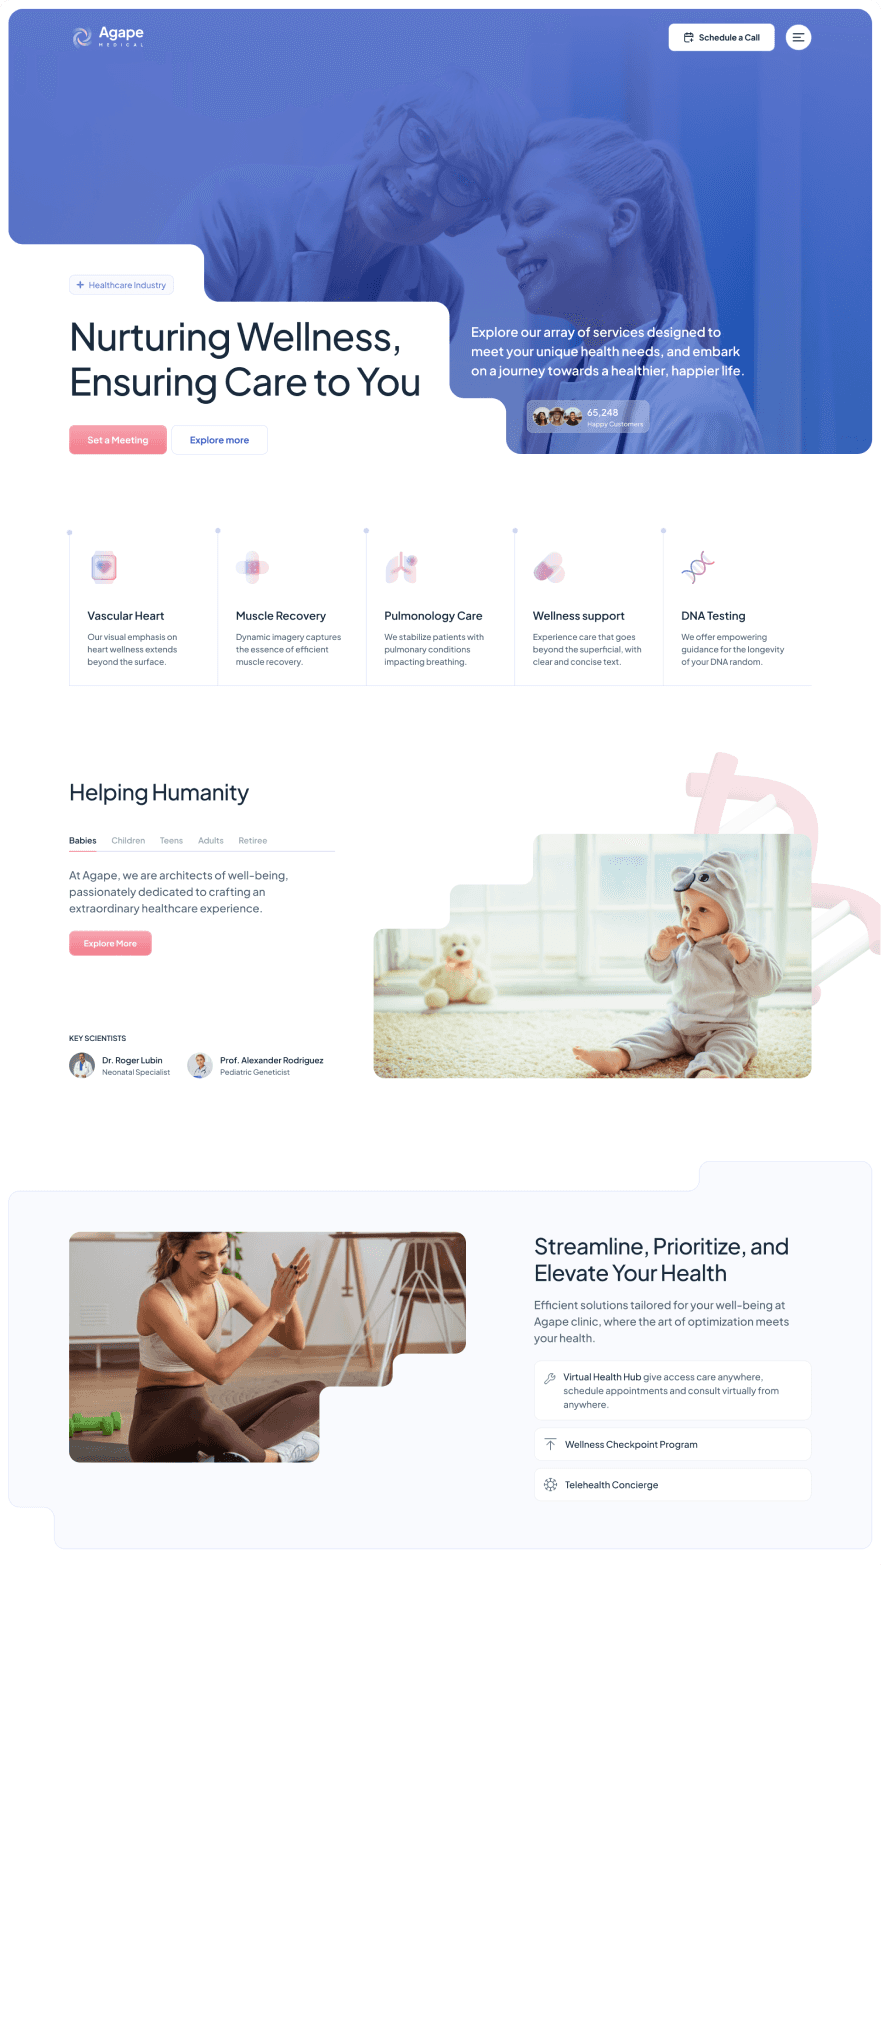 Agape
MEDICAL
Schedule a Call
Healthcare Industry
Nurturing Wellness,
Ensuring Care to You
Set a Meeting
Explore more
Explore our array of services designed to
meet your unique health needs, and embark
on a journey towards a healthier, happier life.
65,248
Happy Customers
Vascular Heart
Our visual emphasis on
heart wellness extends
beyond the surface.
Muscle Recovery
Dynamic imagery captures
the essence of efficient
muscle recovery.
Pulmonology Care
We stabilize patients with
pulmonary conditions
impacting breathing.
Wellness support
Experience care that goes
beyond the superficial, with
clear and concise text.
DNA Testing
We offer empowering
guidance for the longevity
of your DNA random.
Helping Humanity
Babies Children Teens Adults Retiree
At Agape, we are architects of well-being,
passionately dedicated to crafting an
extraordinary healthcare experience.
Explore More
KEY SCIENTISTS
Dr. Roger Lubin
Neonatal Specialist
Prof. Alexander Rodriguez
Pediatric Geneticist
Streamline, Prioritize, and
Elevate Your Health
Efficient solutions tailored for your well-being at
Agape clinic, where the art of optimization meets
your health.
Virtual Health Hub give access care anywhere,
schedule appointments and consult virtually from
anywhere.
Wellness Checkpoint Program
Telehealth Concierge